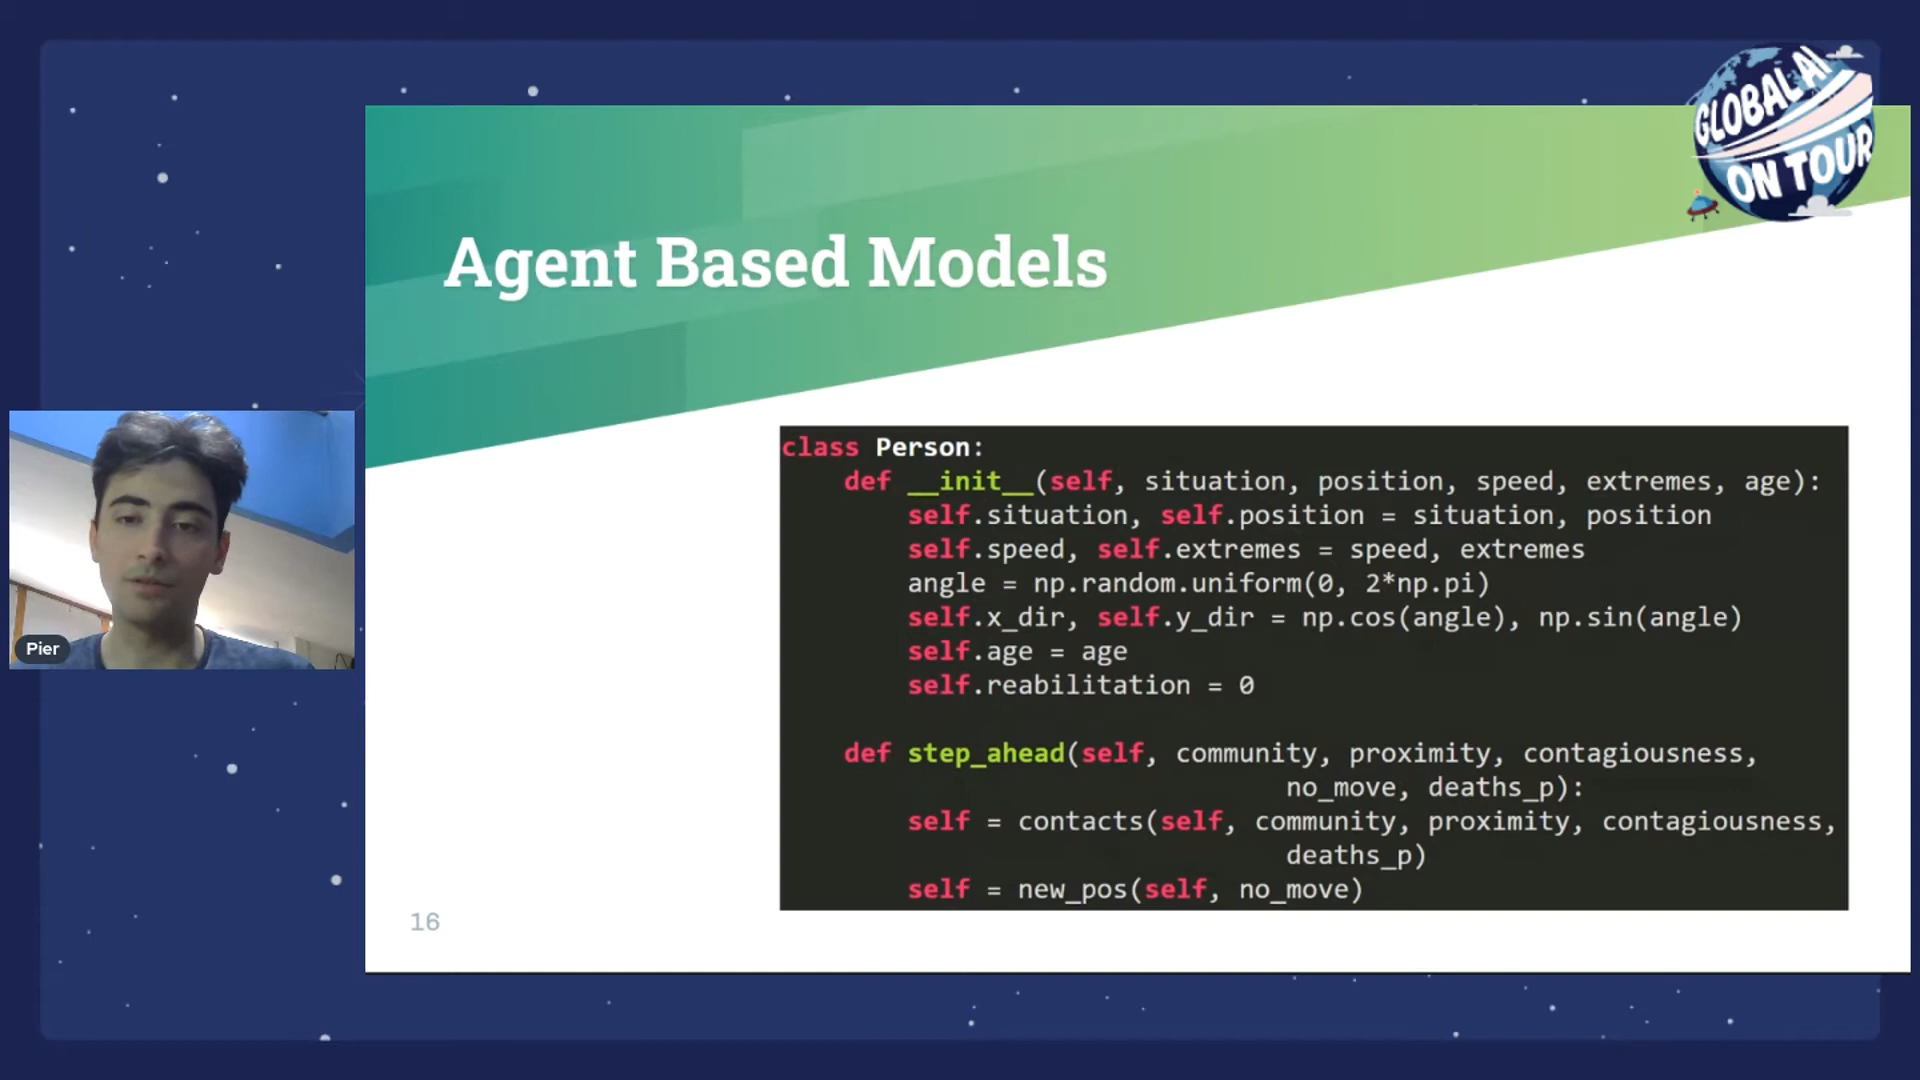 GLOBAL AI
ON TOUR
Agent Based Models
class Person:
    def __init__(self, situation, position, speed, extremes, age):
        self.situation, self.position = situation, position
        self.speed, self.extremes = speed, extremes
        angle = np.random.uniform(0, 2*np.pi)
        self.x_dir, self.y_dir = np.cos(angle), np.sin(angle)
        self.age = age
        self.reabilitation = 0
    def step_ahead(self, community, proximity, contagiousness,
                                no_move, deaths_p):
        self = contacts(self, community, proximity, contagiousness,
                                deaths_p)
        self = new_pos(self, no_move)
Pier
16